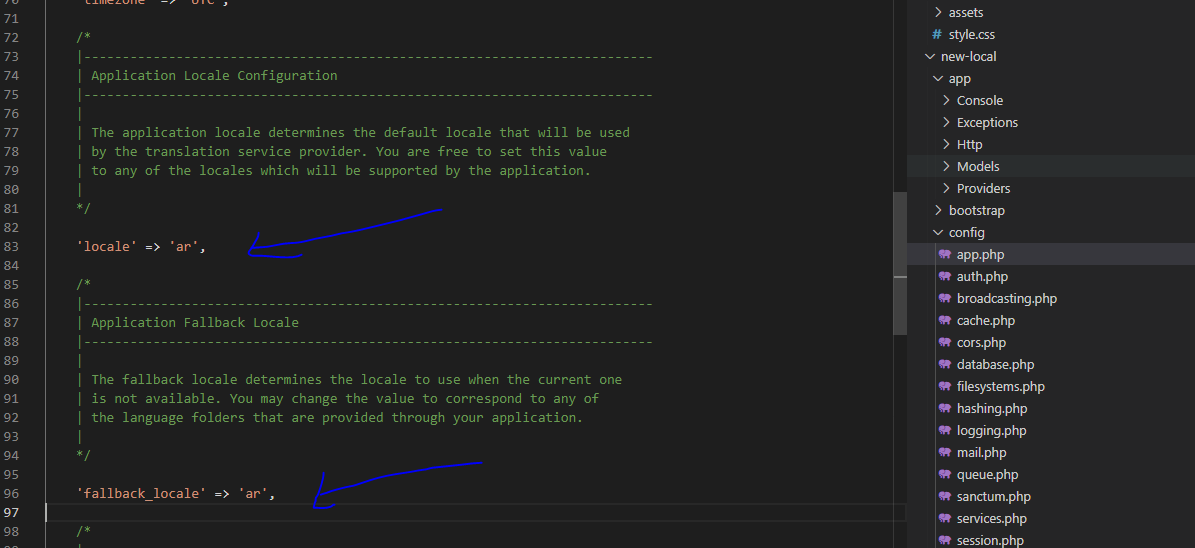 70 'timezone' => 'UTC',
71
72 /*
73 |--------------------------------------------------------------------------
74 | Application Locale Configuration
75 |--------------------------------------------------------------------------
76 |
77 | The application locale determines the default locale that will be used
78 | by the translation service provider. You are free to set this value
79 | to any of the locales which will be supported by the application.
80 |
81 */
82
83 'locale' => 'ar',
84
85 /*
86 |--------------------------------------------------------------------------
87 | Application Fallback Locale
88 |--------------------------------------------------------------------------
89 |
90 | The fallback locale determines the locale to use when the current one
91 | is not available. You may change the value to correspond to any of
92 | the language folders that are provided through your application.
93 |
94 */
95
96 'fallback_locale' => 'ar',
97
98 /*
assets
# style.css
new-local
app
Console
Exceptions
Http
Models
Providers
bootstrap
config
app.php
auth.php
broadcasting.php
cache.php
cors.php
database.php
filesystems.php
hashing.php
logging.php
mail.php
queue.php
sanctum.php
services.php
session.php